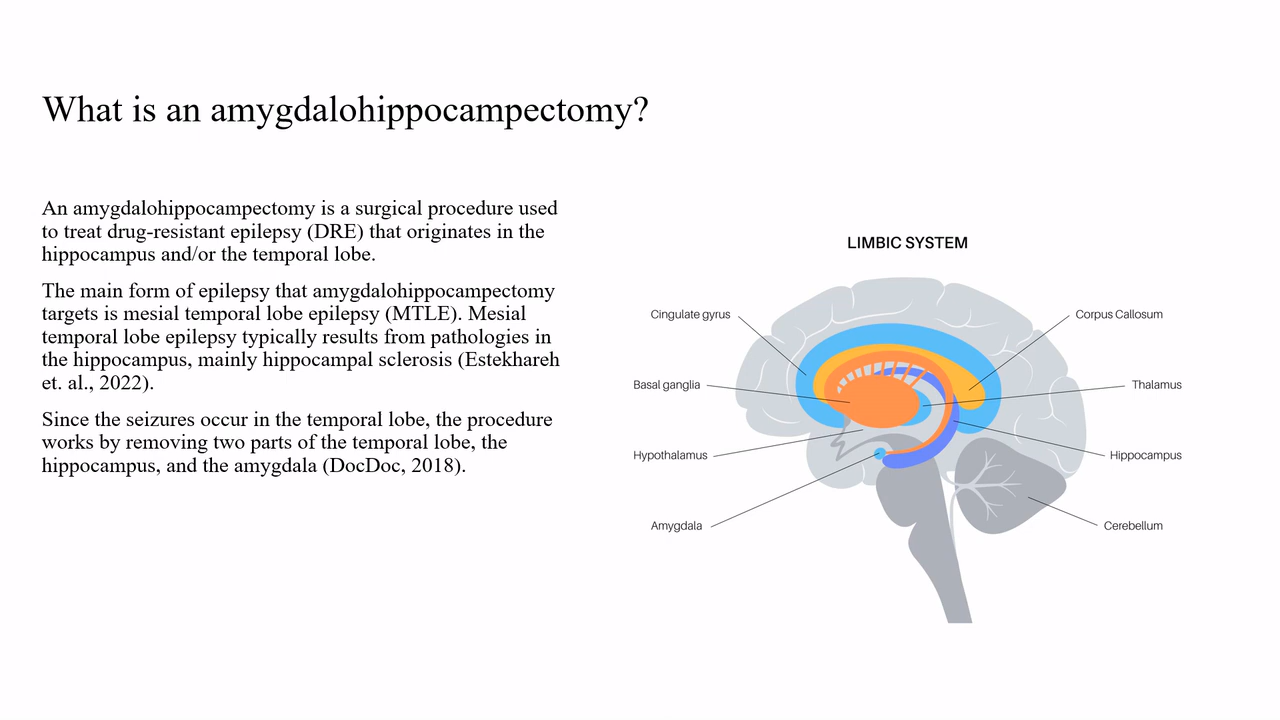 What is an amygdalohippocampectomy?
An amygdalohippocampectomy is a surgical procedure used
to treat drug-resistant epilepsy (DRE) that originates in the
hippocampus and/or the temporal lobe.
The main form of epilepsy that amygdalohippocampectomy
targets is mesial temporal lobe epilepsy (MTLE). Mesial
temporal lobe epilepsy typically results from pathologies in
the hippocampus, mainly hippocampal sclerosis (Estekhareh
et. al., 2022).
Since the seizures occur in the temporal lobe, the procedure
works by removing two parts of the temporal lobe, the
hippocampus, and the amygdala (DocDoc, 2018).
LIMBIC SYSTEM
Cingulate gyrus
Corpus Callosum
Basal ganglia
Thalamus
Hypothalamus
Hippocampus
Amygdala
Cerebellum